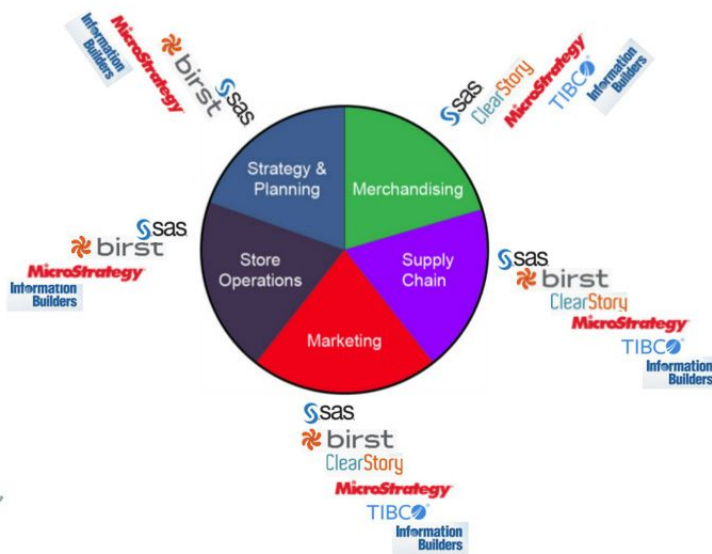 Information
Builders
MicroStrategy
birst
sas
sas
ClearStory
MicroStrategy
TIBCO
Information
Builders
Strategy &
Planning
Merchandising
Store
Operations
Supply
Chain
Marketing
sas
birst
MicroStrategy
Information
Builders
sas
birst
ClearStory
MicroStrategy
TIBCO
Information
Builders
sas
birst
ClearStory
MicroStrategy
TIBCO
Information
Builders